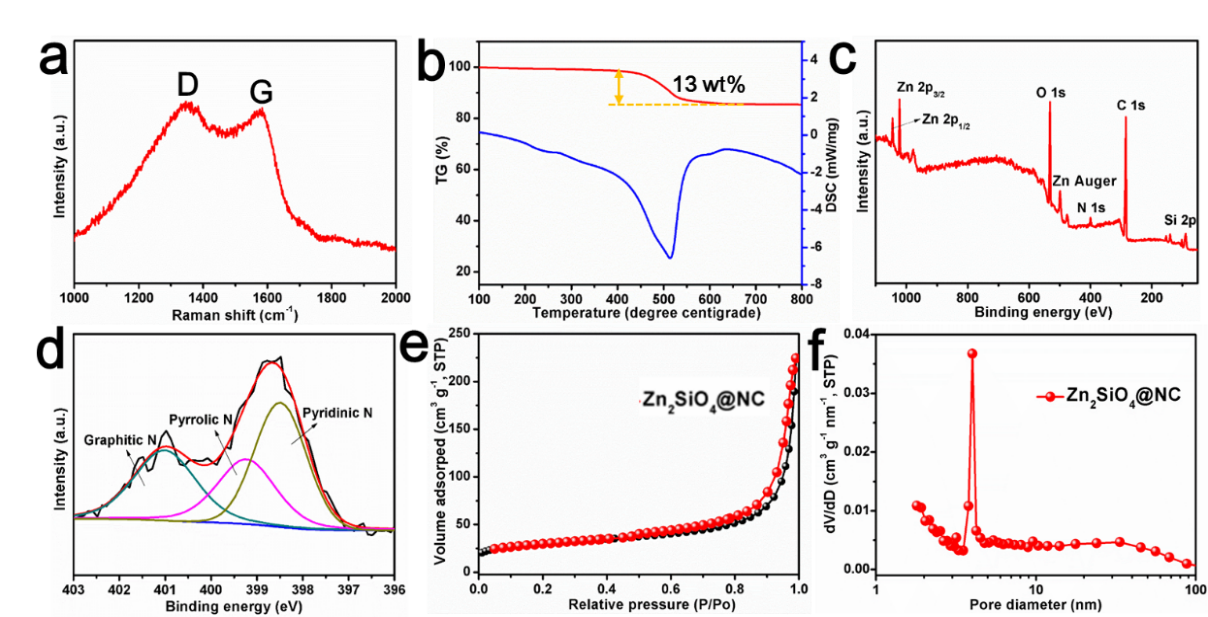 a
D
G
Intensity (a.u.)
1000 1200 1400 1600 1800 2000
Raman shift (cm⁻¹)
b
13 wt%
TG (%)
100
80
60
40
20
DSC (mW/mg)
4
2
0
-2
-4
-6
-8
100 200 300 400 500 600 700 800
Temperature (degree centigrade)
c
Zn 2p₃/₂
Zn 2p₁/₂
O 1s
C 1s
Zn Auger
N 1s
Si 2p
Intensity (a.u.)
1000 800 600 400 200
Binding energy (eV)
d
Graphitic N
Pyrrolic N
Pyridinic N
Intensity (a.u.)
403 402 401 400 399 398 397 396
Binding energy (eV)
e
Zn₂SiO₄@NC
Volume adsorped (cm³ g⁻¹, STP)
250
200
150
100
50
0
0.0 0.2 0.4 0.6 0.8 1.0
Relative pressure (P/Po)
f
Zn₂SiO₄@NC
dV/dD (cm³ g⁻¹ nm⁻¹, STP)
0.04
0.03
0.02
0.01
0.00
1 10 100
Pore diameter (nm)